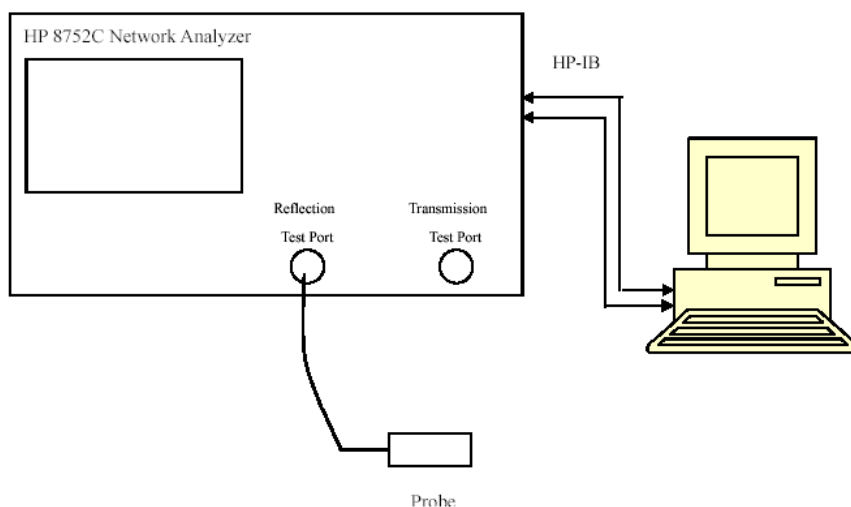 HP 8752C Network Analyzer
HP-IB
Reflection
Test Port
Transmission
Test Port
Probe